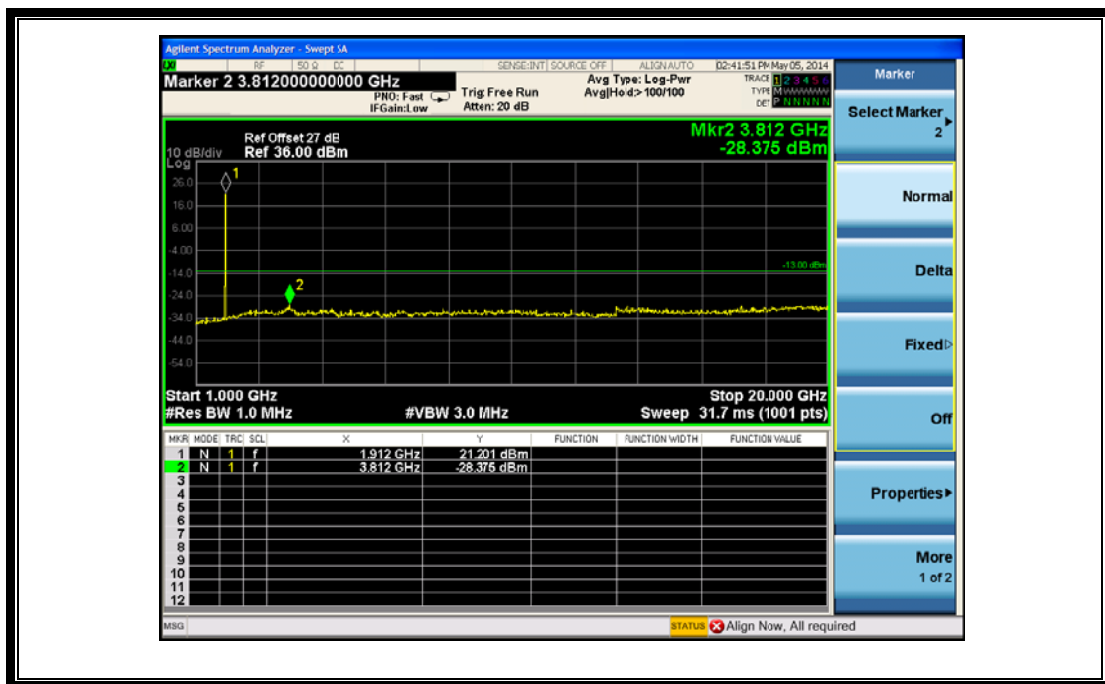 Agilent Spectrum Analyzer - Swept SA
RF 50 Ω DC SENSE:INT SOURCE OFF ALIGN AUTO 02:41:51 PM May 05, 2014
Marker 2 3.812000000000 GHz
PNO: Fast
IFGain:Low
Trig: Free Run
Atten: 20 dB
Avg Type: Log-Pwr
Avg|Hold:> 100/100
TRACE 1 2 3 4 5 6
TYPE M W W W W W
DET P N N N N N
Ref Offset 27 dB
Ref 36.00 dBm
10 dB/div
Log
Mkr2 3.812 GHz
-28.375 dBm
26.0
16.0
6.00
-4.00
-14.0
-24.0
-34.0
-44.0
-54.0
1
2
-13.00 dBm
Start 1.000 GHz
Stop 20.000 GHz
#Res BW 1.0 MHz
#VBW 3.0 MHz
Sweep 31.7 ms (1001 pts)
MKR MODE TRC SCL X Y FUNCTION FUNCTION WIDTH FUNCTION VALUE
1 N 1 f 1.912 GHz 21.201 dBm
2 N 1 f 3.812 GHz -28.375 dBm
3
4
5
6
7
8
9
10
11
12
MSG
STATUS Align Now, All required
Marker
Select Marker
2
Normal
Delta
Fixed
Off
Properties
More
1 of 2